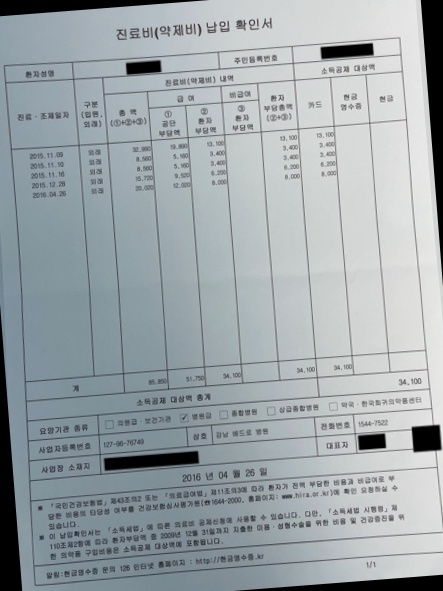 진료비(약제비) 납입 확인서
환자성명 주민등록번호
진료·조제일자 구분 (입원, 외래) 진료비(약제비) 내역 소득공제 대상액
총 액 (①+②+③) 급 여 비급여 환자 부담총액 (②+③) 카드 현금 영수증 현금
① 공단 부담액 ② 환자 부담액 ③ 환자 부담액
2015.11.09 외래 32,990 19,890 13,100 13,100 13,100
2015.11.10 외래 8,560 5,160 3,400 3,400 3,400
2015.11.16 외래 8,560 5,160 3,400 3,400 3,400
2015.12.28 외래 15,720 9,520 6,200 6,200 6,200
2016.04.26 외래 20,020 12,020 8,000 8,000 8,000
계 85,850 51,750 34,100 34,100 34,100
소득공제 대상액 총계 34,100
요양기관 종류 의원급·보건기관 병원급 종합병원 상급종합병원 약국·한국희귀의약품센터
사업자등록번호 127-96-76749 상호 강남 베드로 병원 전화번호 1544-7522
사업장 소재지 대표자
2016 년 04 월 26 일
※ 「국민건강보험법」 제43조의2 또는 「의료급여법」 제11조의3에 따라 환자가 전액 부담한 비용과 비급여로 부
담한 비용의 타당성 여부를 건강보험심사평가원(☎1644-2000, 홈페이지: www.hira.or.kr)에 확인 요청하실 수
있습니다.
※ 이 납입확인서는 「소득세법」에 따른 의료비 공제신청에 사용할 수 있습니다. 다만, 「소득세법 시행령」 제
110조제2항에 따라 환자부담액 중 2009년 12월 31일까지 지출한 미용·성형수술을 위한 비용 및 건강증진을 위
한 의약품 구입비용은 소득공제 대상액에 포함됩니다.
알림:현금영수증 문의 126 인터넷 홈페이지 : http://현금영수증.kr
1/1